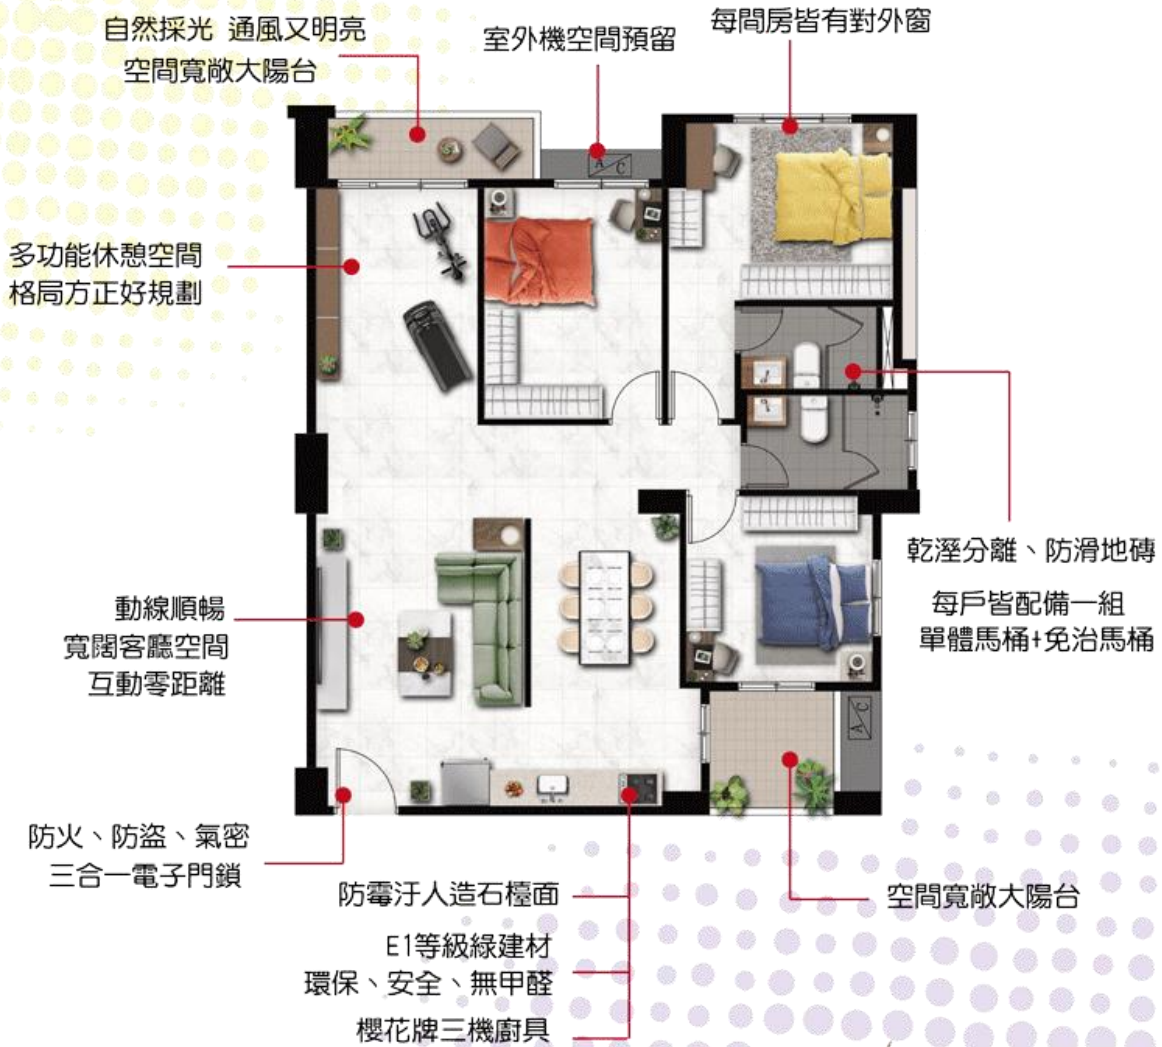 自然採光 通風又明亮
空間寬敞大陽台
室外機空間預留
每間房皆有對外窗
A/C
多功能休憩空間
格局方正好規劃
乾溼分離、防滑地磚
每戶皆配備一組
單體馬桶+免治馬桶
動線順暢
寬闊客廳空間
互動零距離
A/C
防火、防盜、氣密
三合一電子門鎖
防霉汙人造石檯面
E1等級綠建材
環保、安全、無甲醛
櫻花牌三機廚具
空間寬敞大陽台